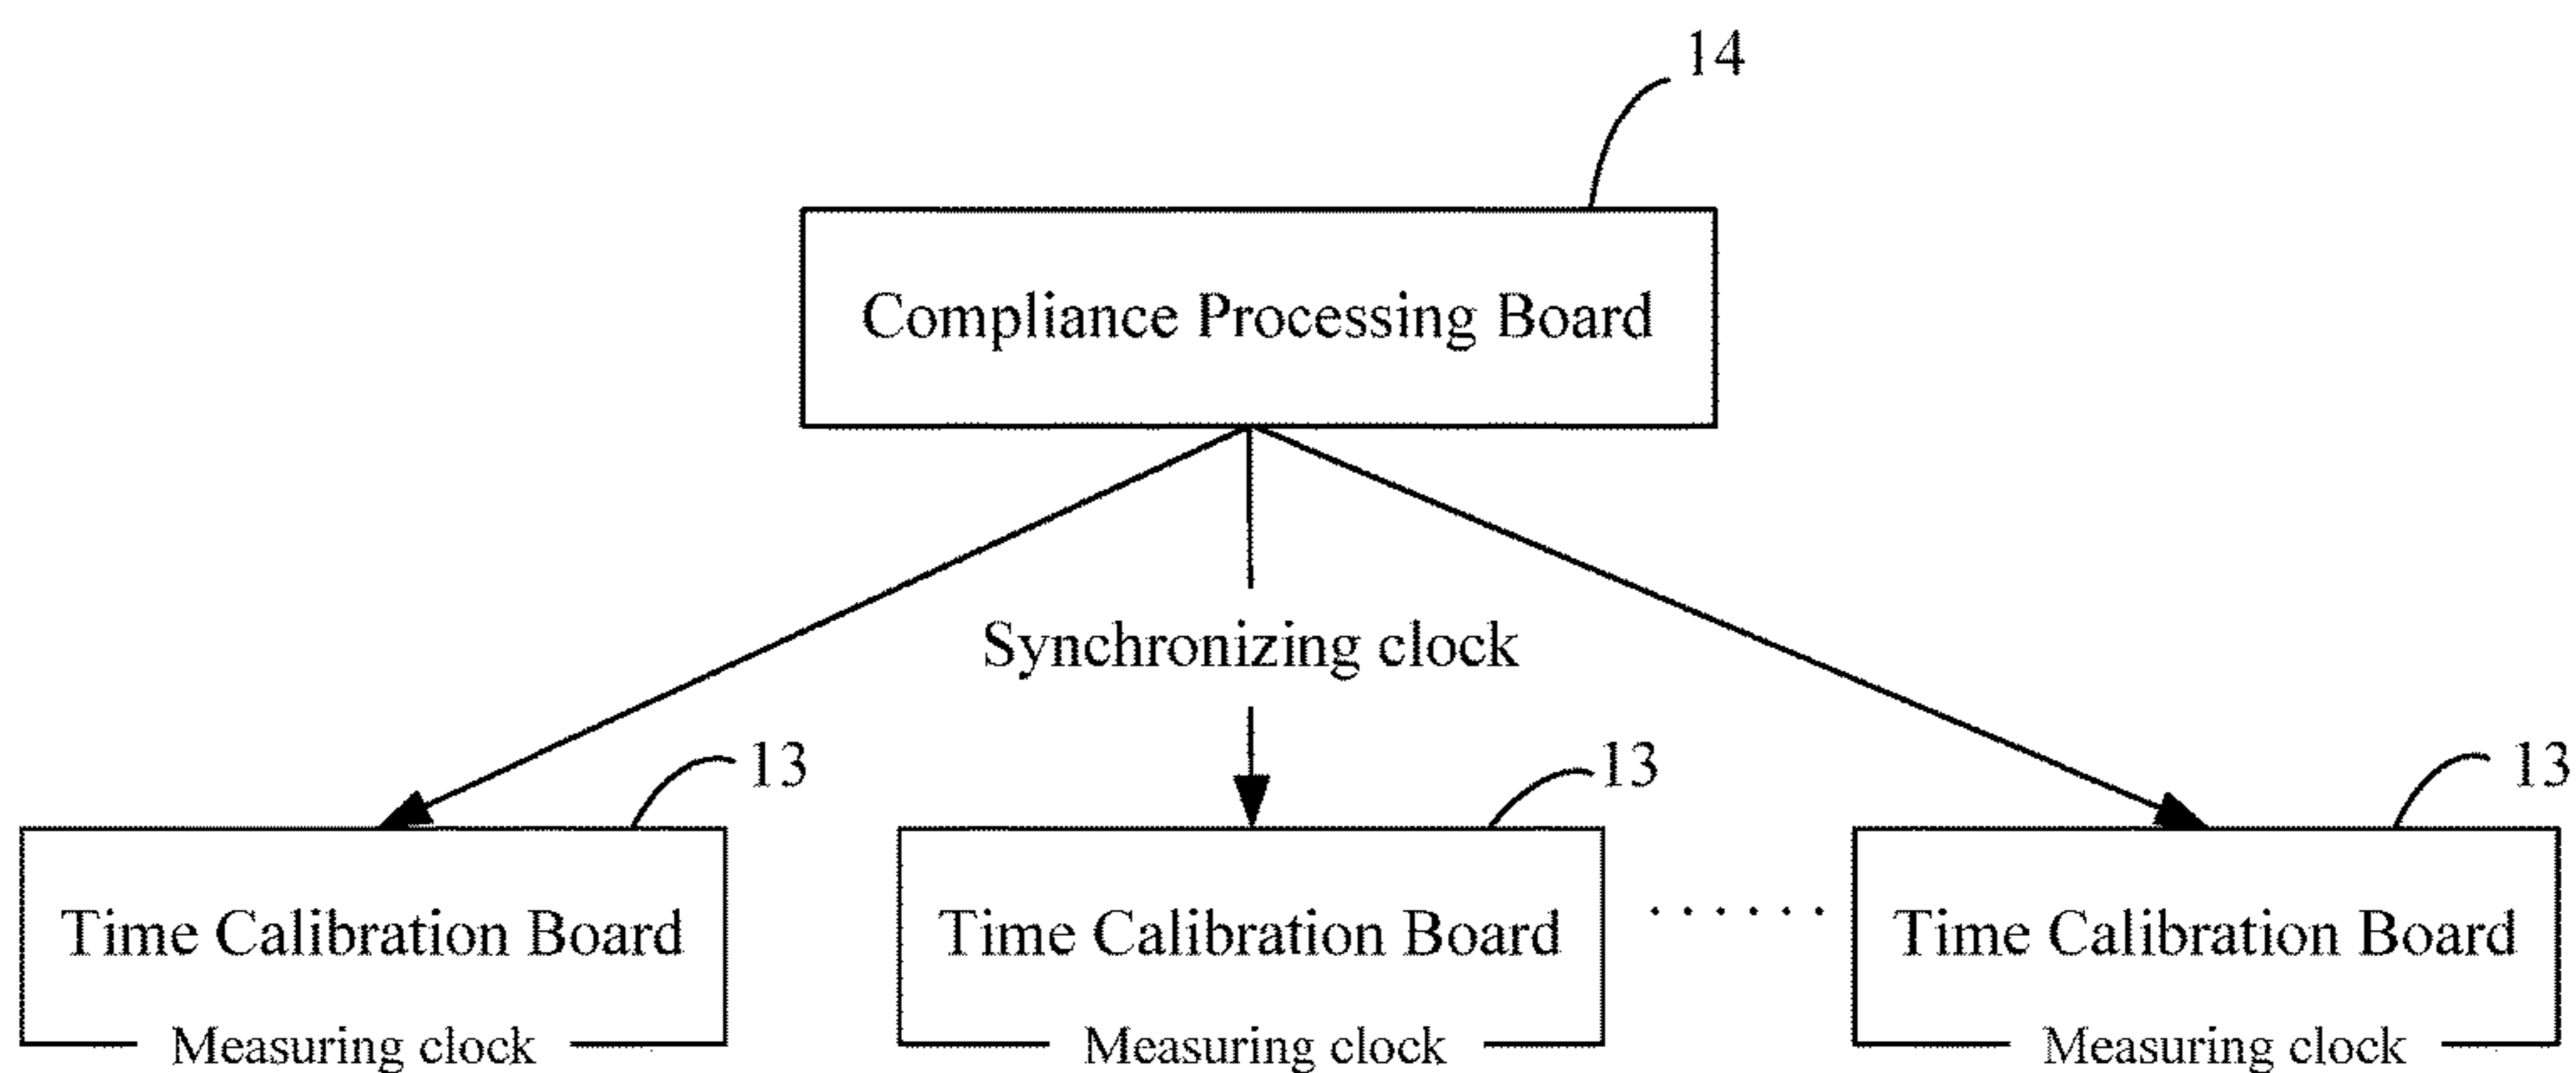 14
Compliance Processing Board
Synchronizing clock
13
13
13
Time Calibration Board
Time Calibration Board
......
Time Calibration Board
Measuring clock
Measuring clock
Measuring clock